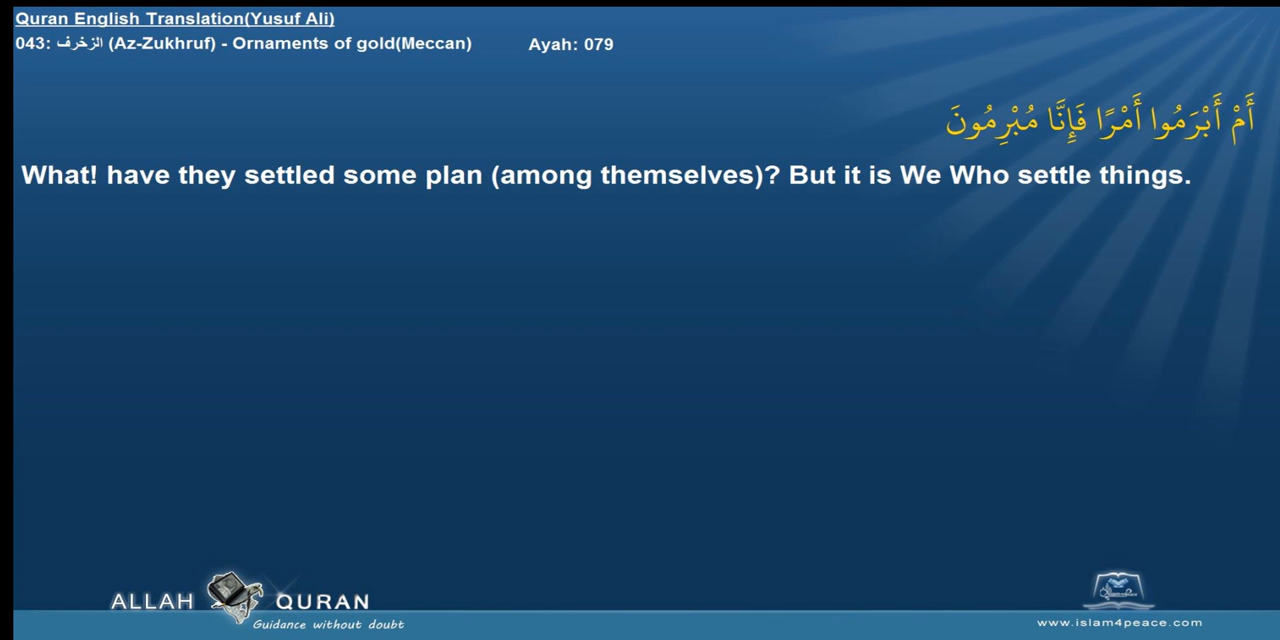 Quran English Translation(Yusuf Ali)
043: الزخرف (Az-Zukhruf) - Ornaments of gold(Meccan) Ayah: 079
أَمْ أَبْرَمُوا أَمْرًا فَإِنَّا مُبْرِمُونَ
What! have they settled some plan (among themselves)? But it is We Who settle things.
ALLAH QURAN
Guidance without doubt
www.islam4peace.com